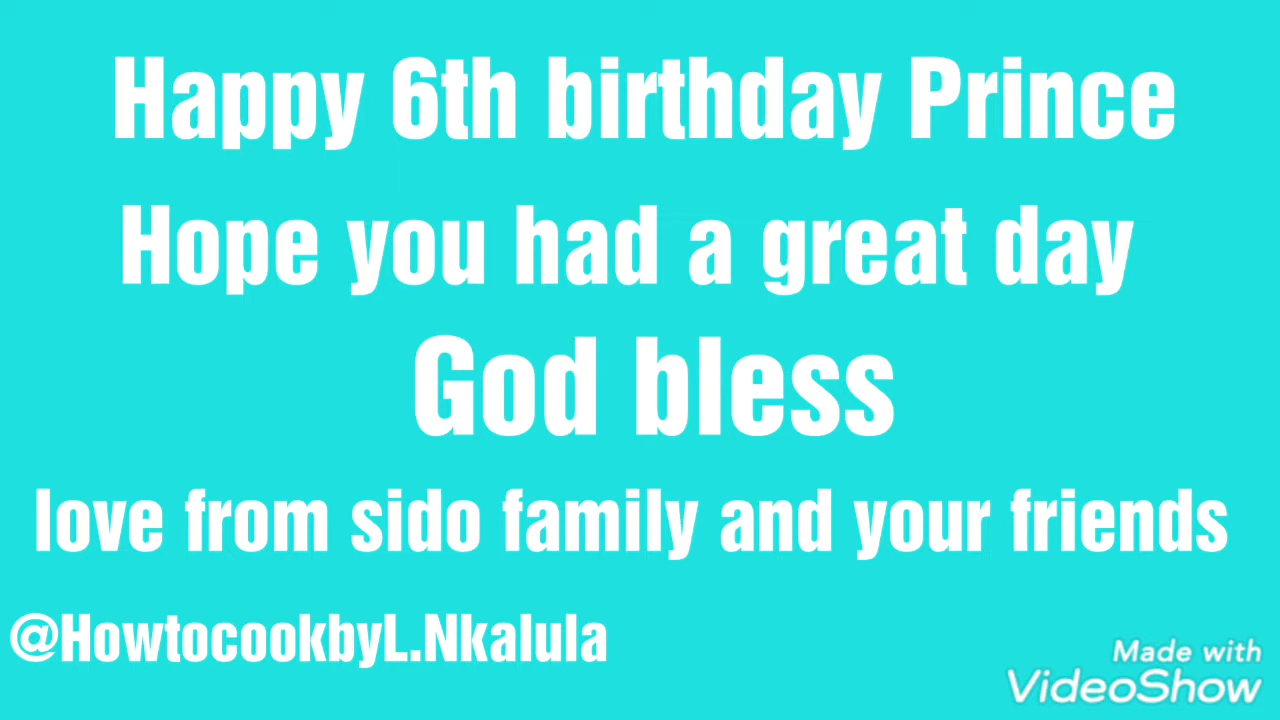 Happy 6th birthday Prince
Hope you had a great day
God bless
love from sido family and your friends
@HowtocookbyL.Nkalula
Made with
VideoShow